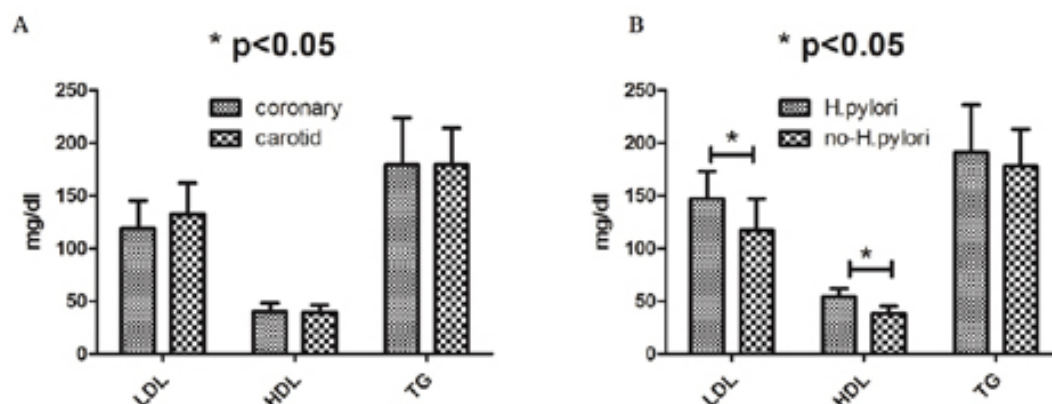 A
* p<0.05
250
200
150
100
50
0
mg/dl
coronary
carotid
LDL
HDL
TG
B
* p<0.05
250
200
150
100
50
0
mg/dl
H.pylori
no-H.pylori
*
*
LDL
HDL
TG